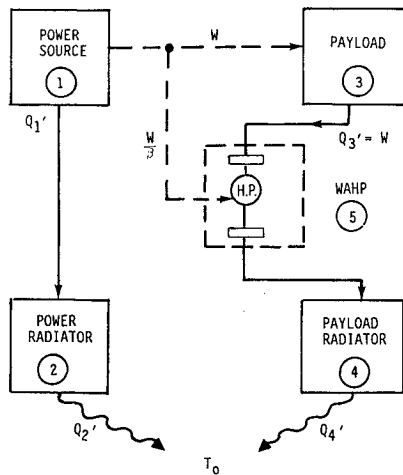 POWER
SOURCE
1
W
PAYLOAD
3
Q₁'
Q₃' = W
W
β
H.P.
WAHP
5
POWER
RADIATOR
2
PAYLOAD
RADIATOR
4
Q₂'
Q₄'
T₀